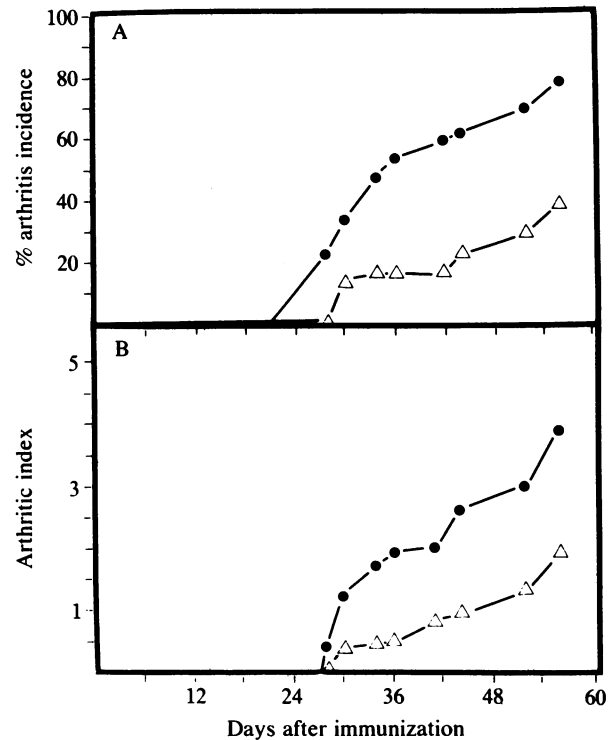 A
100
80
60
40
20
% arthritis incidence
B
5
3
1
Arthritic index
12 24 36 48 60
Days after immunization